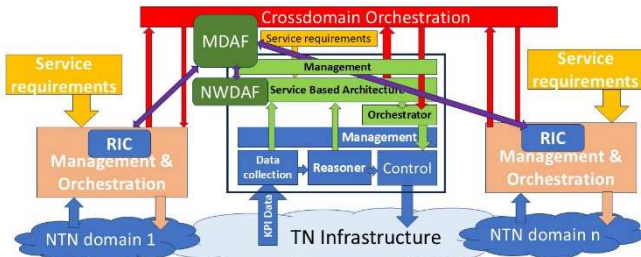 Crossdomain Orchestration
MDAF
Service requirements
Management
Service
requirements
Service
requirements
NWDAF
Service Based Architecture
Orchestrator
RIC
Management
RIC
Management &
Orchestration
Data
collection
Reasoner
Control
Management &
Orchestration
KPI Data
NTN domain 1
TN Infrastructure
NTN domain n